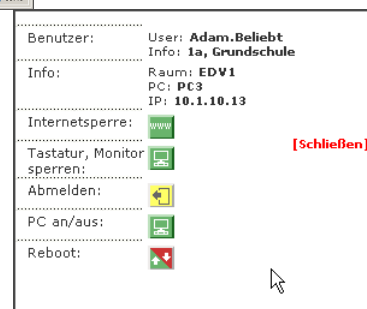 Benutzer: User: Adam.Beliebt
Info: 1a, Grundschule
Info: Raum: EDV1
PC: PC3
IP: 10.1.10.13
Internetsperre: www
[Schließen]
Tastatur, Monitor
sperren:
Abmelden:
PC an/aus:
Reboot: